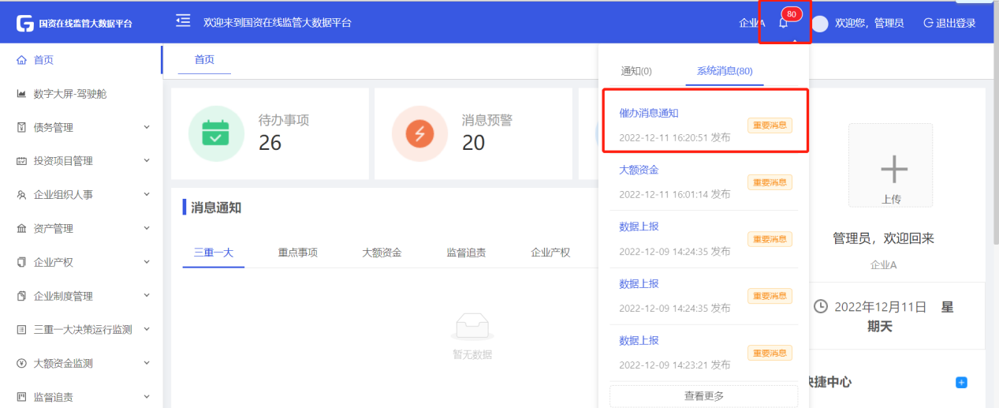 国资在线监管大数据平台
欢迎来到国资在线监管大数据平台
企业A
80
欢迎您，管理员
退出登录
首页
数字大屏-驾驶舱
债务管理
投资项目管理
企业组织人事
资产管理
企业产权
企业制度管理
三重一大决策运行监测
大额资金监测
监督追责
首页
待办事项
26
消息预警
20
消息通知
三重一大
重点事项
大额资金
监督追责
企业产权
暂无数据
通知(0)
系统消息(80)
催办消息通知
重要消息
2022-12-11 16:20:51 发布
大额资金
重要消息
2022-12-11 16:01:14 发布
数据上报
重要消息
2022-12-09 14:24:35 发布
数据上报
重要消息
2022-12-09 14:24:35 发布
数据上报
重要消息
2022-12-09 14:23:21 发布
查看更多
上传
管理员，欢迎回来
企业A
2022年12月11日 星
期天
捷中心